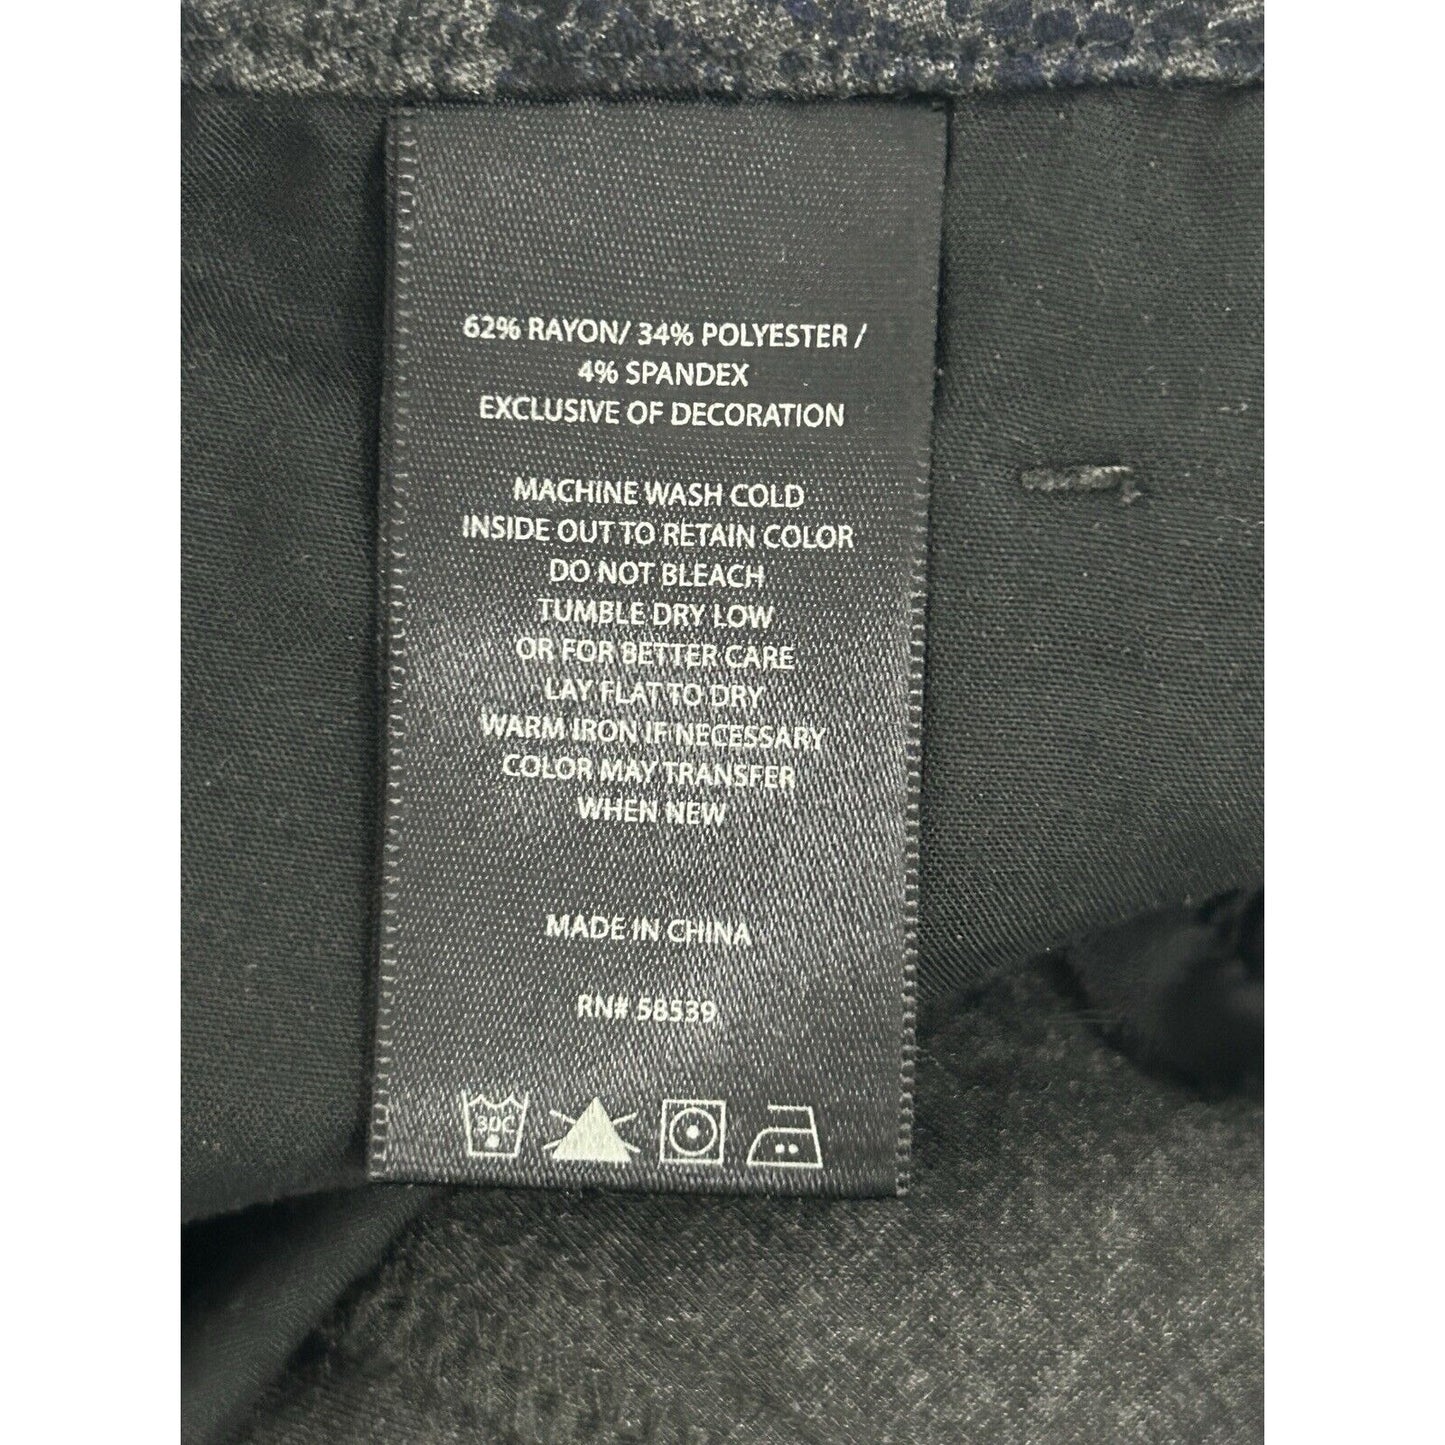 62% RAYON/ 34% POLYESTER /
4% SPANDEX
EXCLUSIVE OF DECORATION
MACHINE WASH COLD
INSIDE OUT TO RETAIN COLOR
DO NOT BLEACH
TUMBLE DRY LOW
OR FOR BETTER CARE
LAY FLAT TO DRY
WARM IRON IF NECESSARY
COLOR MAY TRANSFER
WHEN NEW
MADE IN CHINA
RN# 58539
30C